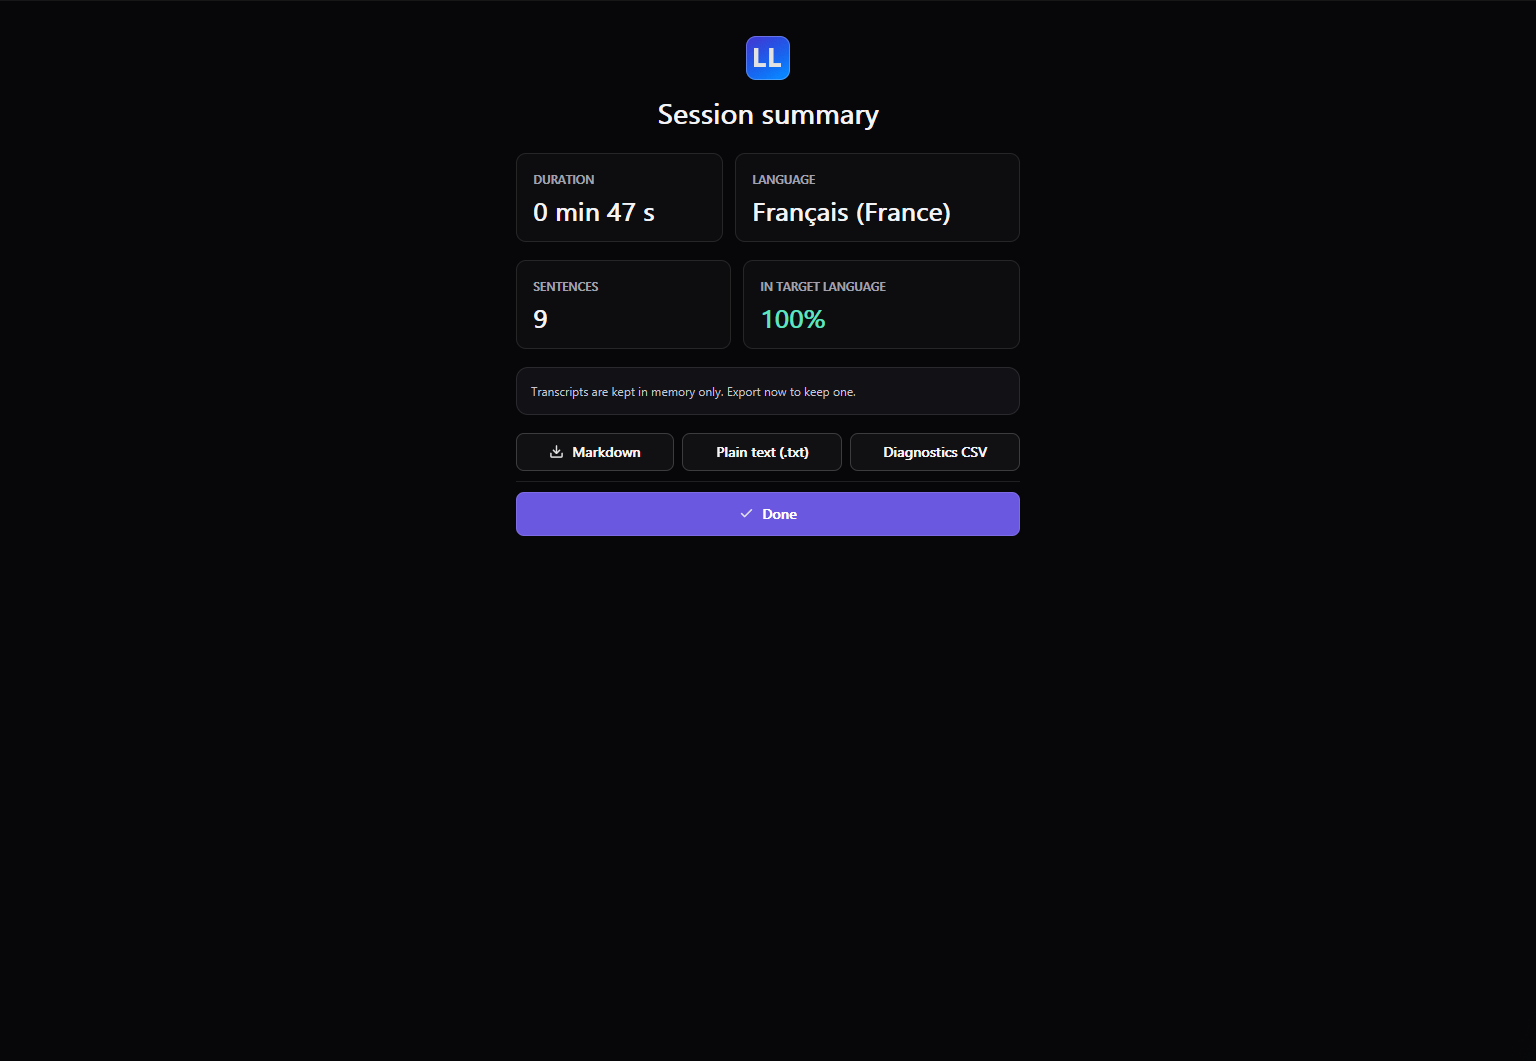 LL
Session summary
DURATION
0 min 47 s
LANGUAGE
Français (France)
SENTENCES
9
IN TARGET LANGUAGE
100%
Transcripts are kept in memory only. Export now to keep one.
Markdown
Plain text (.txt)
Diagnostics CSV
Done